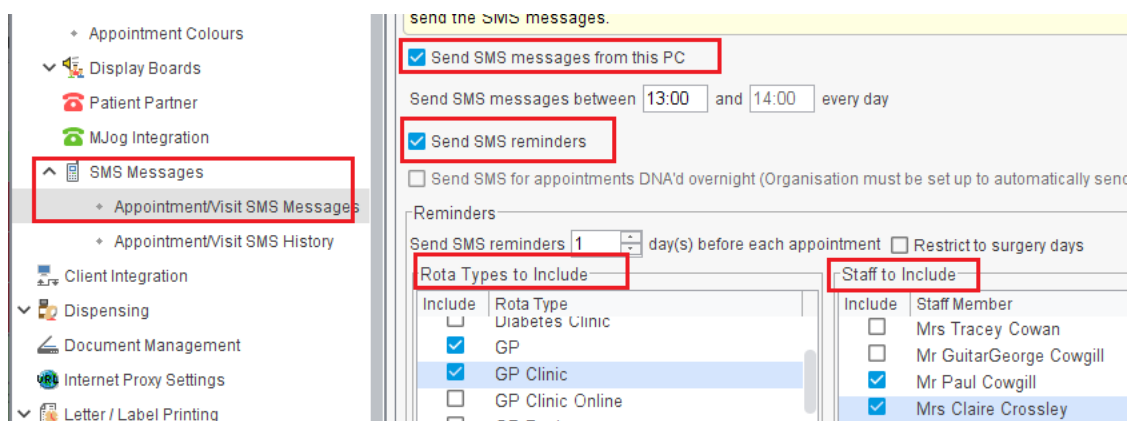 Appointment Colours
Display Boards
Patient Partner
MJog Integration
SMS Messages
Appointment/Visit SMS Messages
Appointment/Visit SMS History
Client Integration
Dispensing
Document Management
Internet Proxy Settings
Letter / Label Printing
send the SMS messages.
Send SMS messages from this PC
Send SMS messages between 13:00 and 14:00 every day
Send SMS reminders
Send SMS for appointments DNA'd overnight (Organisation must be set up to automatically send
Reminders
Send SMS reminders 1 day(s) before each appointment Restrict to surgery days
Rota Types to Include
Include Rota Type
Diabetes Clinic
GP
GP Clinic
GP Clinic Online
Staff to Include
Include Staff Member
Mrs Tracey Cowan
Mr GuitarGeorge Cowgill
Mr Paul Cowgill
Mrs Claire Crossley